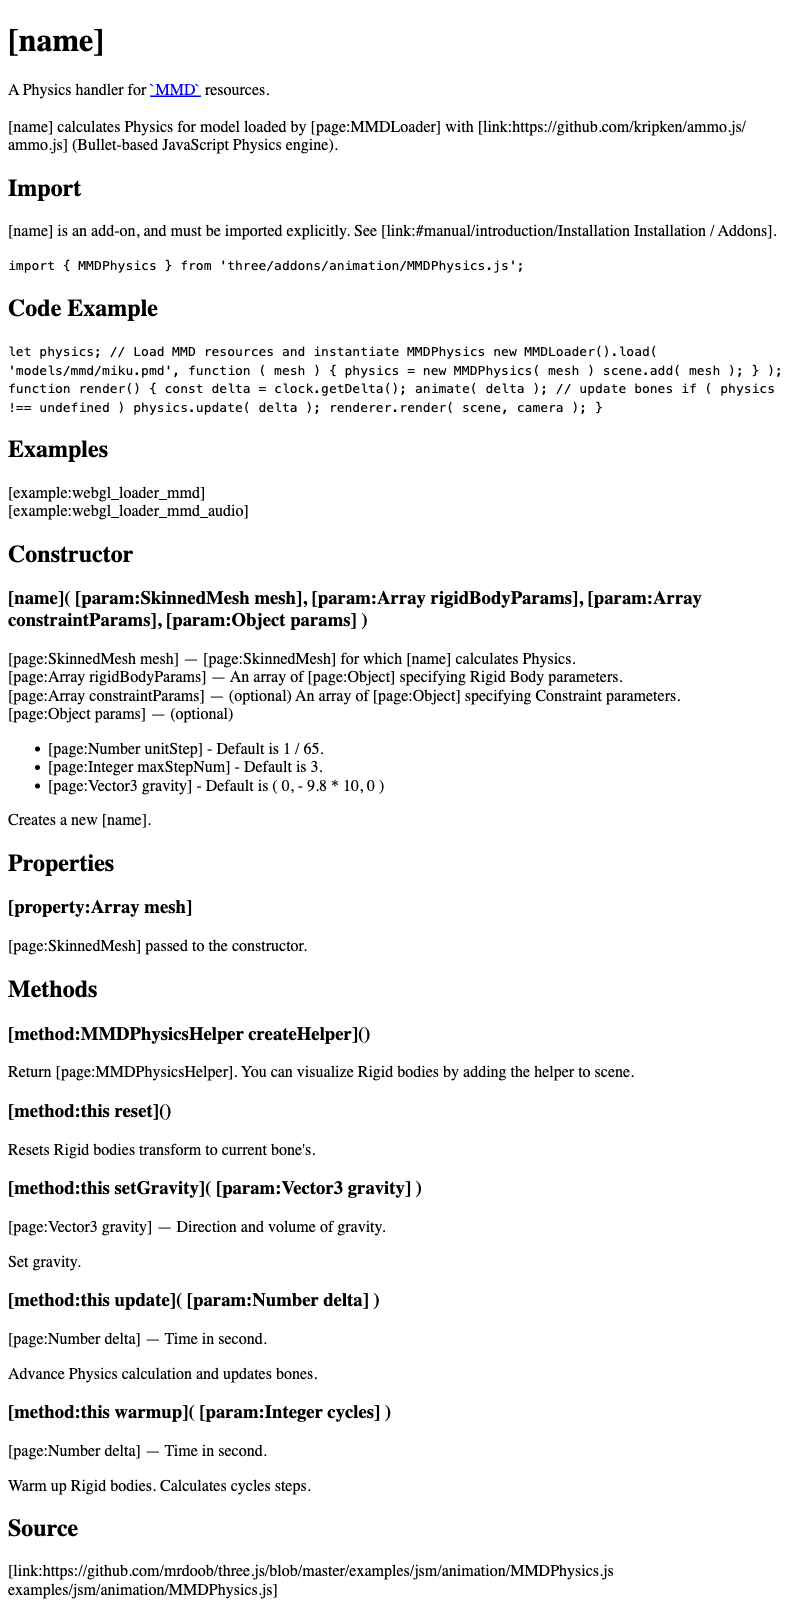 [name]
A Physics handler for `MMD` resources.
[name] calculates Physics for model loaded by [page:MMDLoader] with [link:https://github.com/kripken/ammo.js/
ammo.js] (Bullet-based JavaScript Physics engine).
Import
[name] is an add-on, and must be imported explicitly. See [link:#manual/introduction/Installation Installation / Addons].
import { MMDPhysics } from 'three/addons/animation/MMDPhysics.js';
Code Example
let physics; // Load MMD resources and instantiate MMDPhysics new MMDLoader().load(
'models/mmd/miku.pmd', function ( mesh ) { physics = new MMDPhysics( mesh ) scene.add( mesh ); } );
function render() { const delta = clock.getDelta(); animate( delta ); // update bones if ( physics
!== undefined ) physics.update( delta ); renderer.render( scene, camera ); }
Examples
[example:webgl_loader_mmd]
[example:webgl_loader_mmd_audio]
Constructor
[name]( [param:SkinnedMesh mesh], [param:Array rigidBodyParams], [param:Array
constraintParams], [param:Object params] )
[page:SkinnedMesh mesh] — [page:SkinnedMesh] for which [name] calculates Physics.
[page:Array rigidBodyParams] — An array of [page:Object] specifying Rigid Body parameters.
[page:Array constraintParams] — (optional) An array of [page:Object] specifying Constraint parameters.
[page:Object params] — (optional)
• [page:Number unitStep] - Default is 1 / 65.
• [page:Integer maxStepNum] - Default is 3.
• [page:Vector3 gravity] - Default is ( 0, - 9.8 * 10, 0 )
Creates a new [name].
Properties
[property:Array mesh]
[page:SkinnedMesh] passed to the constructor.
Methods
[method:MMDPhysicsHelper createHelper]()
Return [page:MMDPhysicsHelper]. You can visualize Rigid bodies by adding the helper to scene.
[method:this reset]()
Resets Rigid bodies transform to current bone's.
[method:this setGravity]( [param:Vector3 gravity] )
[page:Vector3 gravity] — Direction and volume of gravity.
Set gravity.
[method:this update]( [param:Number delta] )
[page:Number delta] — Time in second.
Advance Physics calculation and updates bones.
[method:this warmup]( [param:Integer cycles] )
[page:Number delta] — Time in second.
Warm up Rigid bodies. Calculates cycles steps.
Source
[link:https://github.com/mrdoob/three.js/blob/master/examples/jsm/animation/MMDPhysics.js
examples/jsm/animation/MMDPhysics.js]